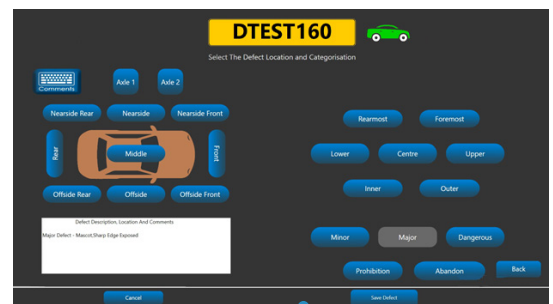 DTEST160
Select The Defect Location and Categorisation
Comments
Axle 1
Axle 2
Nearside Rear
Nearside
Nearside Front
Rear
Middle
Front
Offside Rear
Offside
Offside Front
Rearmost
Foremost
Lower
Centre
Upper
Inner
Outer
Defect Description, Location And Comments
Major Defect - Mascot,Sharp Edge Exposed
Minor
Major
Dangerous
Prohibition
Abandon
Back
Cancel
Save Defect